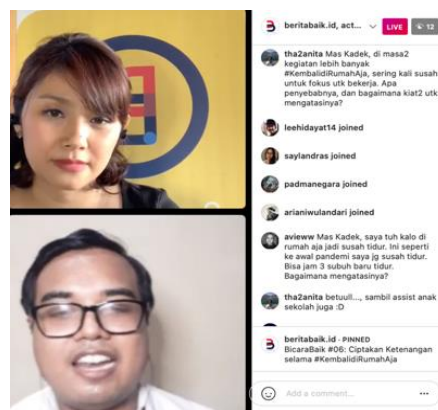 beritabaik.id, act...
LIVE
12
tha2anita Mas Kadek, di masa2
kegiatan lebih banyak
#KembalidiRumahAja, sering kali susah
untuk fokus utk bekerja. Apa
penyebabnya, dan bagaimana kiat2 utk
mengatasinya?
leehidayat14 joined
saylandras joined
padmanegara joined
arianiwulandari joined
avieww Mas Kadek, saya tuh kalo di
rumah aja jadi susah tidur. Ini seperti
ke awal pandemi saya jg susah tidur.
Bisa jam 3 subuh baru tidur.
Bagaimana mengatasinya?
tha2anita betuull..., sambil assist anak
sekolah juga :D
beritabaik.id · PINNED
BicaraBaik #06: Ciptakan Ketenangan
selama #KembalidiRumahAja
Add a comment...